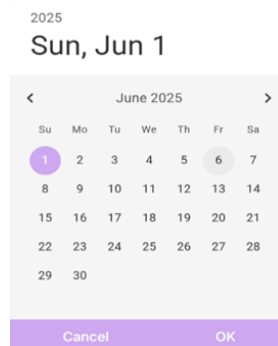 2025
Sun, Jun 1
< June 2025 >
Su Mo Tu We Th Fr Sa
1 2 3 4 5 6 7
8 9 10 11 12 13 14
15 16 17 18 19 20 21
22 23 24 25 26 27 28
29 30
Cancel OK